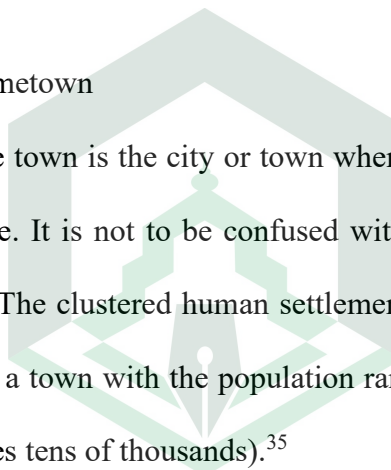 metown
e town is the city or town wher
e. It is not to be confused wit
The clustered human settlemen
a town with the population ra
es tens of thousands).³⁵